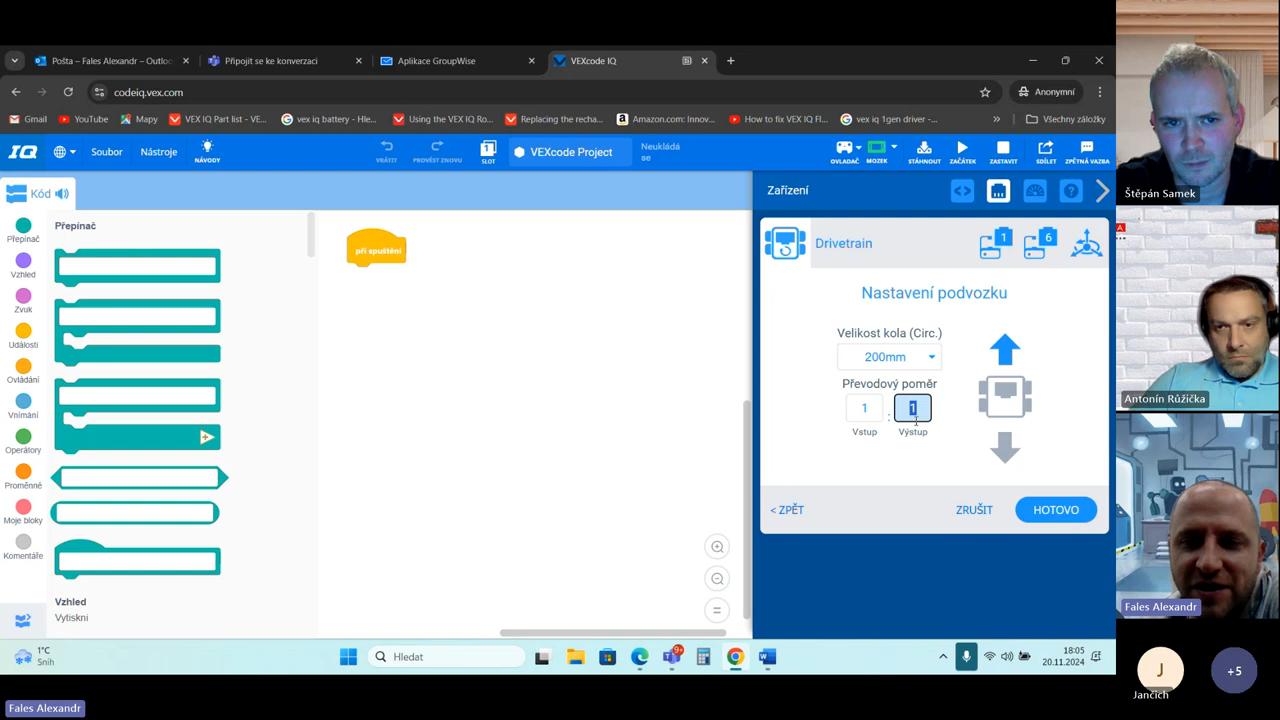 Pošta – Fales Alexandr – Outlo
Připojit se ke konverzaci
Aplikace GroupWise
VEXcode IQ
codeiq.vex.com
Anonymní
Gmail
YouTube
Mapy
VEX IQ Part list - VE...
vex iq battery - Hle...
Using the VEX IQ Ro...
Replacing the recha...
Amazon.com: Innov...
How to fix VEX IQ Fl...
vex iq 1gen driver -...
Všechny záložky
IQ
Soubor
Nástroje
NÁVODY
VRÁTIT
PROVÉST ZNOVU
1
SLOT
VEXcode Project
Neukládá
se
OVLADAČ
MOZEK
STÁHNOUT
ZAČÁTEK
ZASTAVIT
SDÍLET
ZPĚTNÁ VAZBA
Kód
Zařízení
Přepínač
Vzhled
Zvuk
Události
Ovládání
Vnímání
Operátory
Proměnné
Moje bloky
Komentáře
Přepínač
Vzhled
Vytiskni
při spuštění
Drivetrain
1
6
Nastavení podvozku
Velikost kola (Circ.)
200mm
Převodový poměr
1 : 1
Vstup
Výstup
< ZPĚT
ZRUŠIT
HOTOVO
Štěpán Samek
Antonín Růžička
Fales Alexandr
J
Jančich
+5
1°C
Sníh
Hledat
9+
18:05
20.11.2024
Fales Alexandr